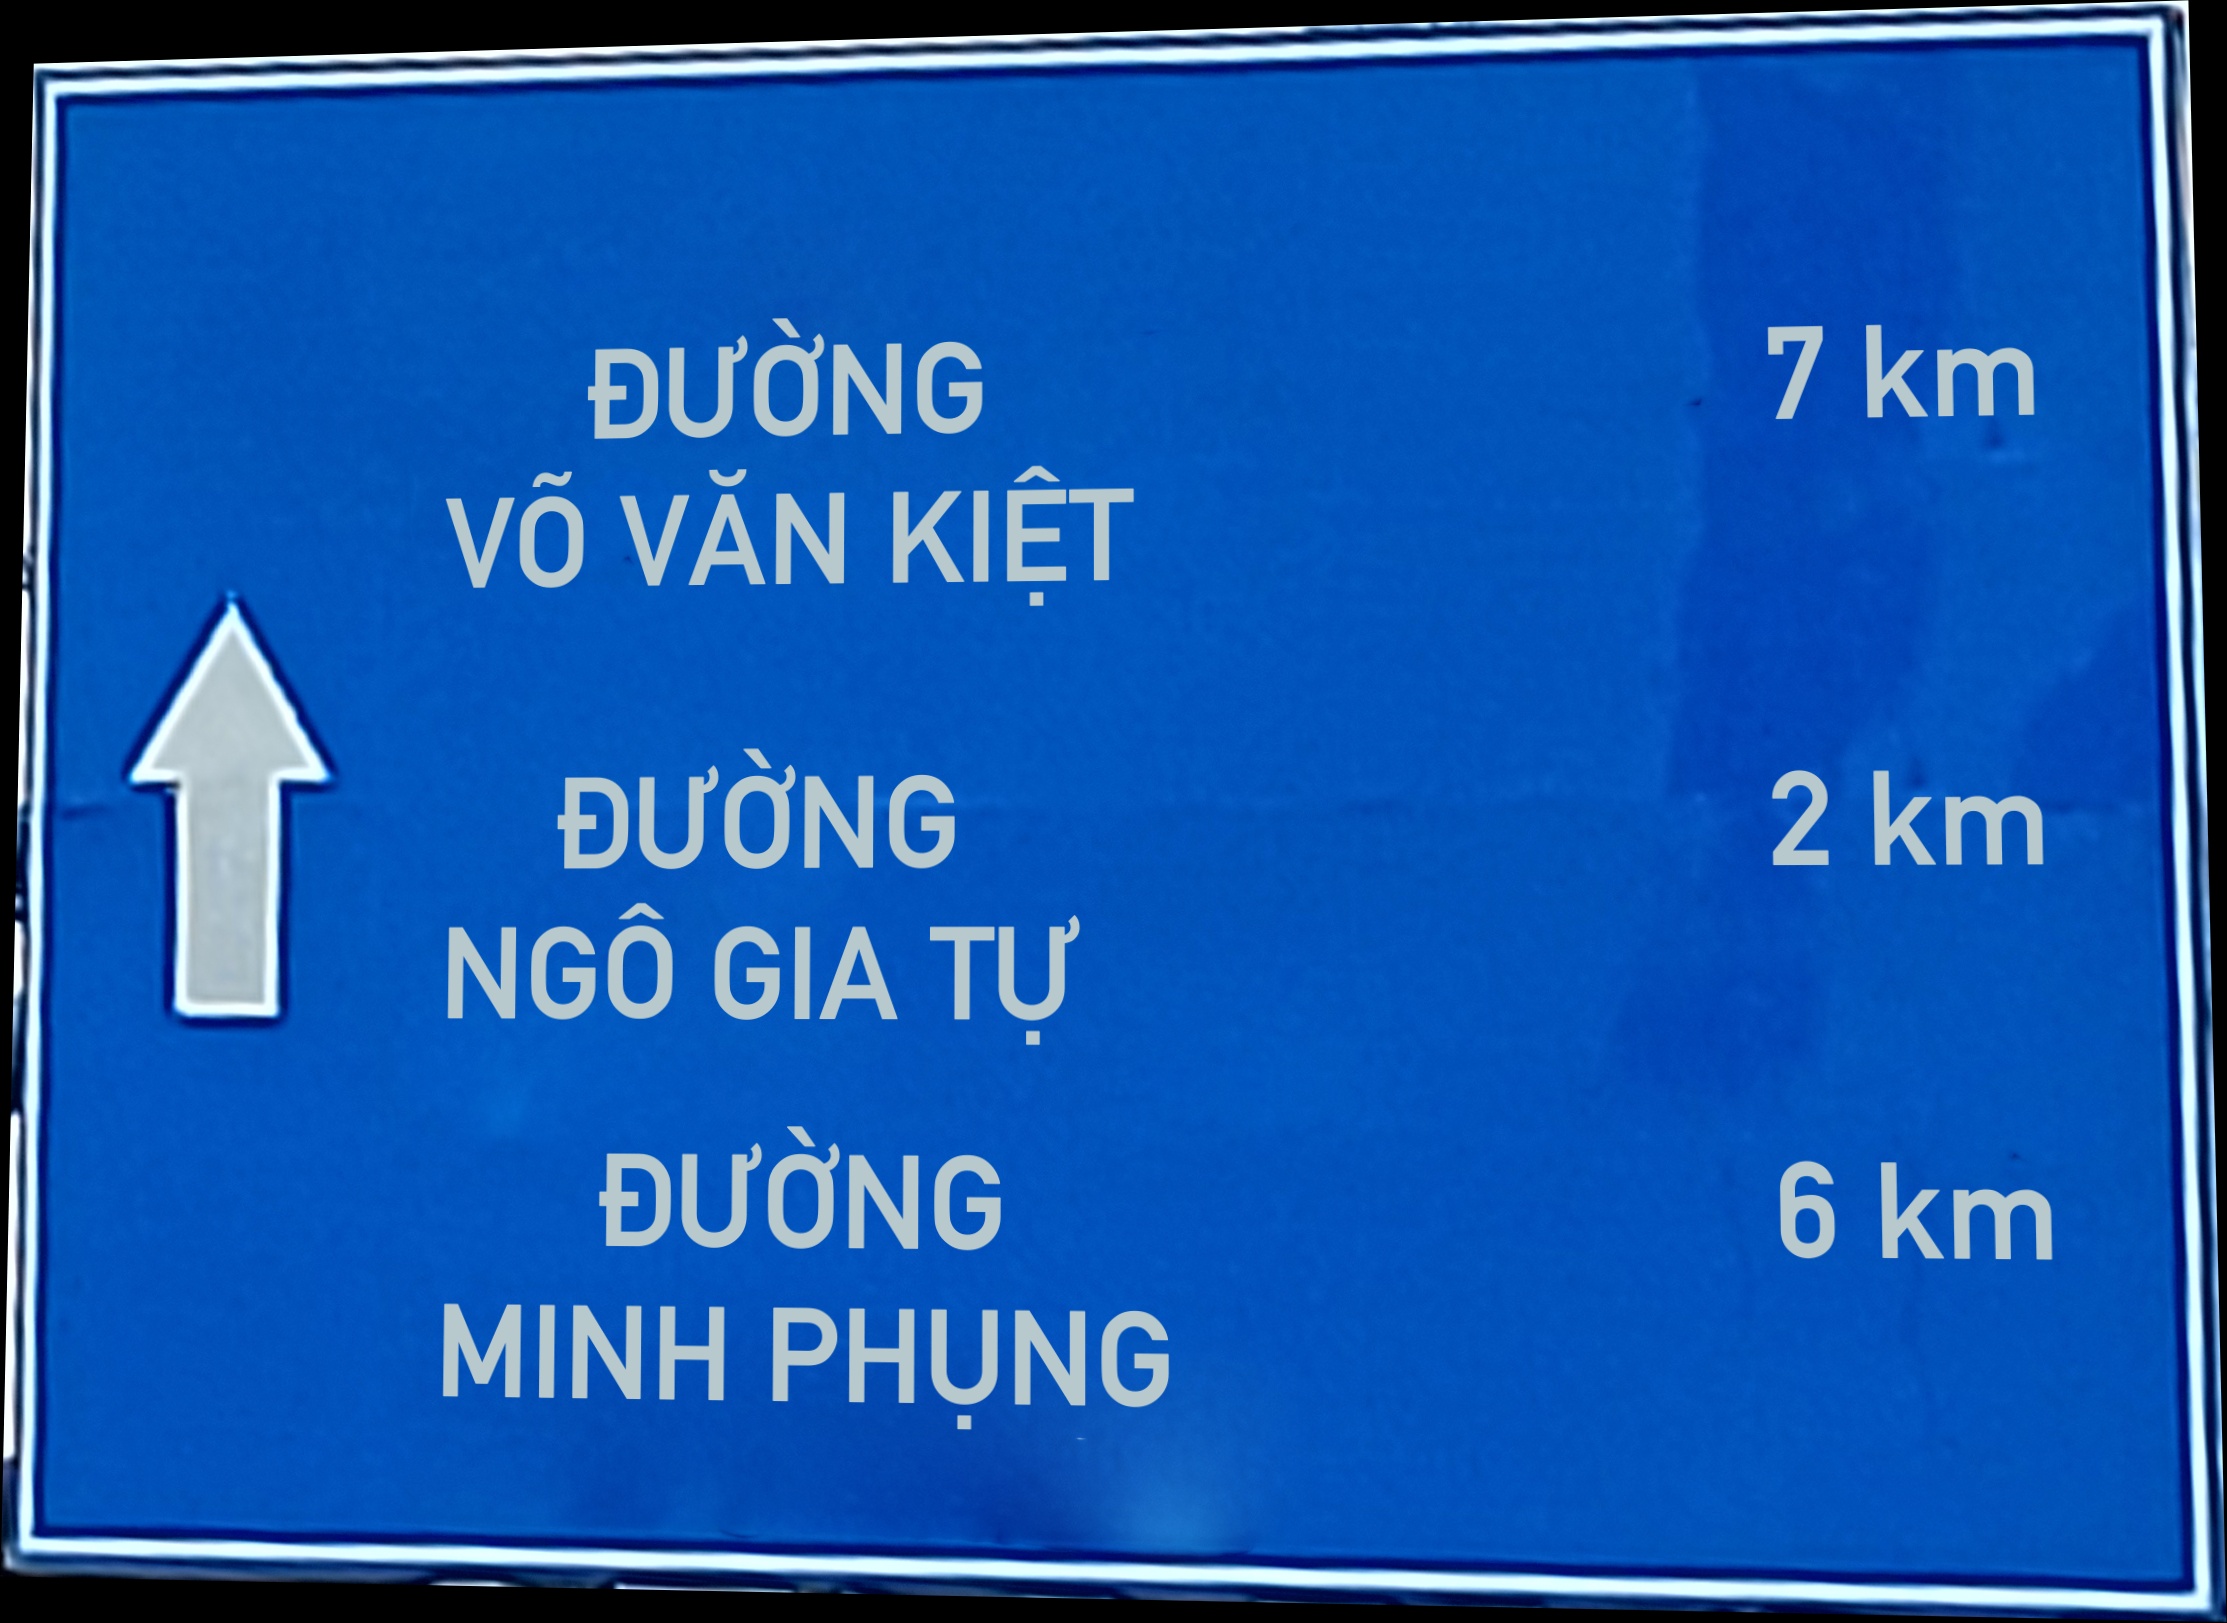 ĐƯỜNG 7 km
VÕ VĂN KIỆT
ĐƯỜNG 2 km
NGÔ GIA TỰ
ĐƯỜNG 6 km
MINH PHỤNG